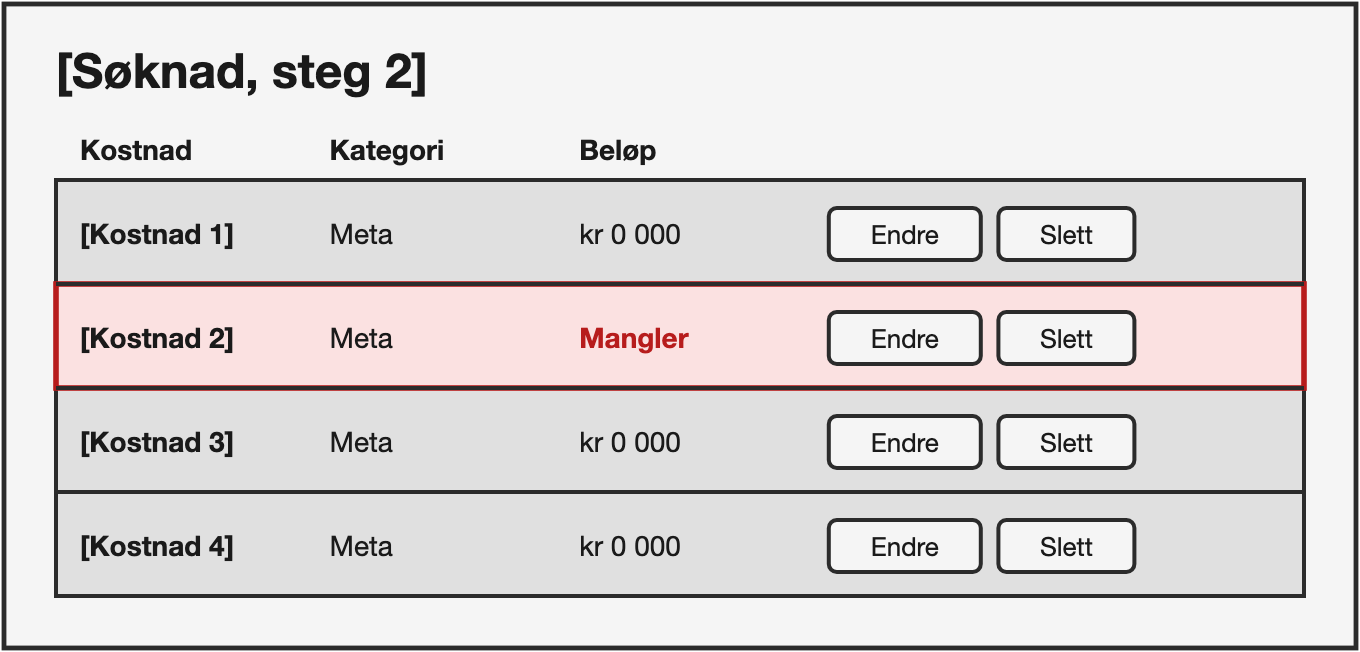 [Søknad, steg 2]
Kostnad Kategori Beløp
[Kostnad 1] Meta kr 0 000 Endre Slett
[Kostnad 2] Meta Mangler Endre Slett
[Kostnad 3] Meta kr 0 000 Endre Slett
[Kostnad 4] Meta kr 0 000 Endre Slett